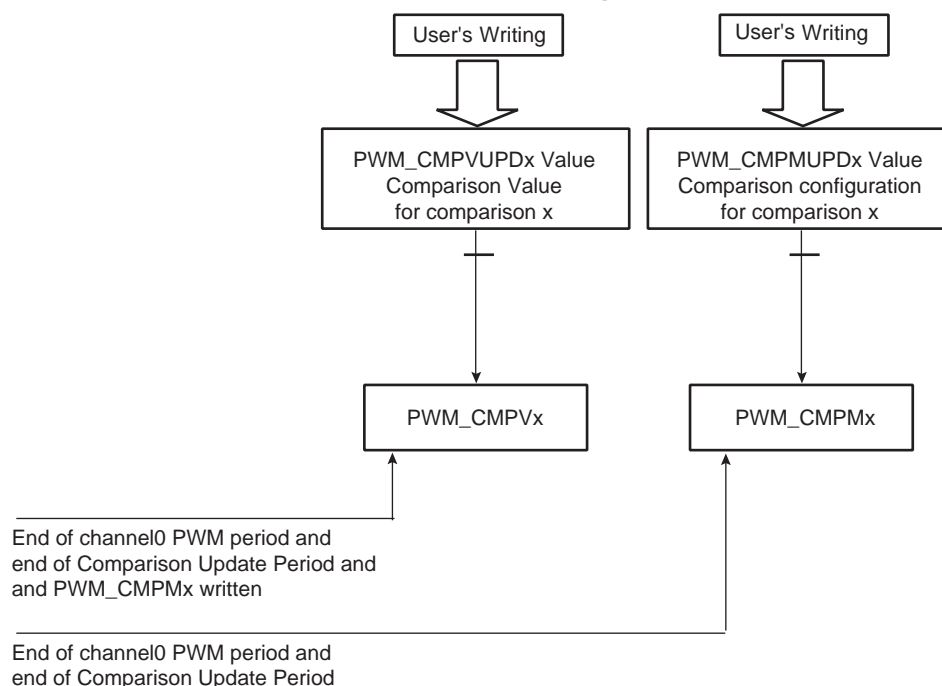 User's Writing
User's Writing
PWM_CMPVUPDx Value
Comparison Value
for comparison x
PWM_CMPMUPDx Value
Comparison configuration
for comparison x
PWM_CMPVx
PWM_CMPMx
End of channel0 PWM period and
end of Comparison Update Period and
and PWM_CMPMx written
End of channel0 PWM period and
end of Comparison Update Period